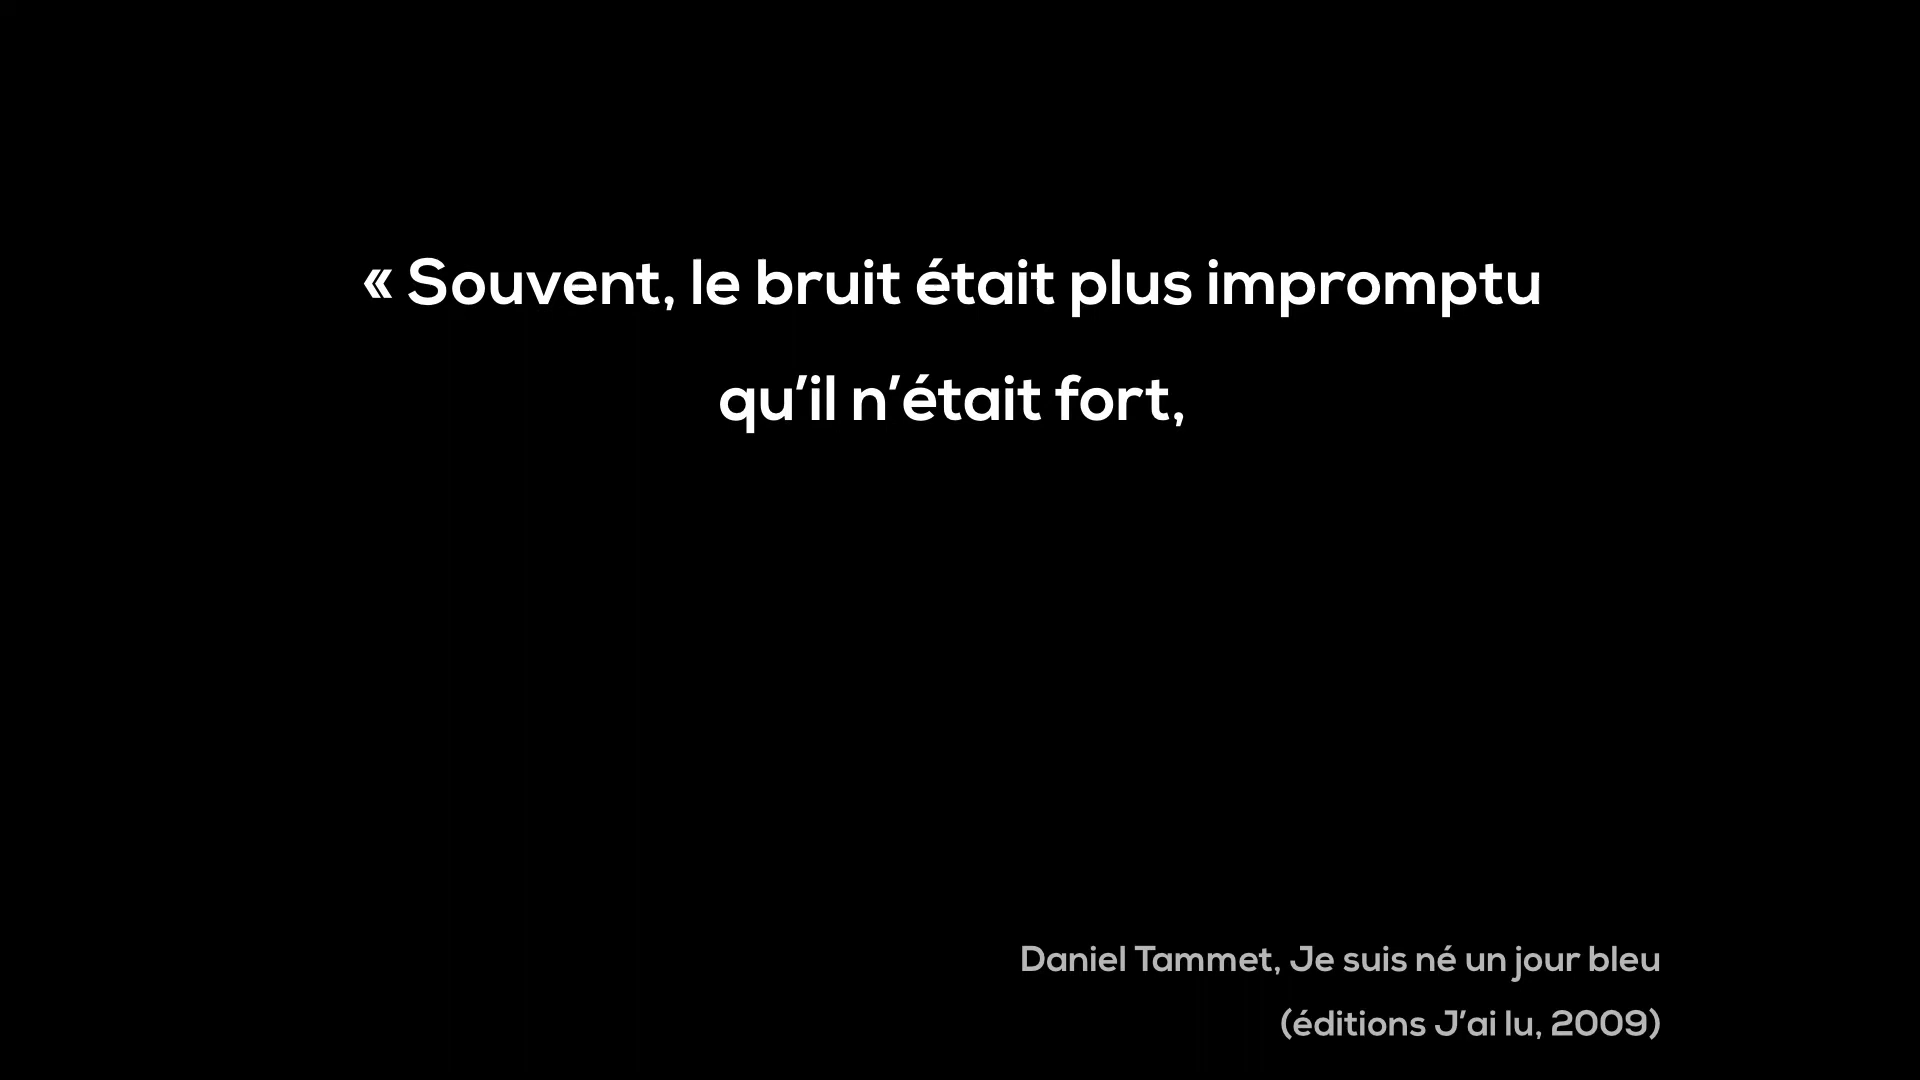 « Souvent, le bruit était plus impromptu
qu’il n’était fort,
Daniel Tammet, Je suis né un jour bleu
(éditions J’ai lu, 2009)